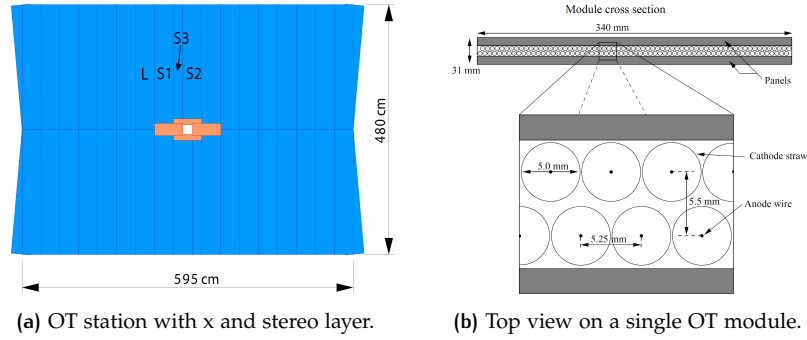 S3
L S1 S2
480 cm
595 cm
(a) OT station with x and stereo layer.
Module cross section
340 mm
31 mm
Panels
Cathode straw
5.0 mm
5.5 mm
Anode wire
5.25 mm
(b) Top view on a single OT module.